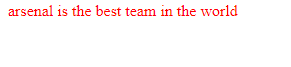 arsenal is the best team in the world